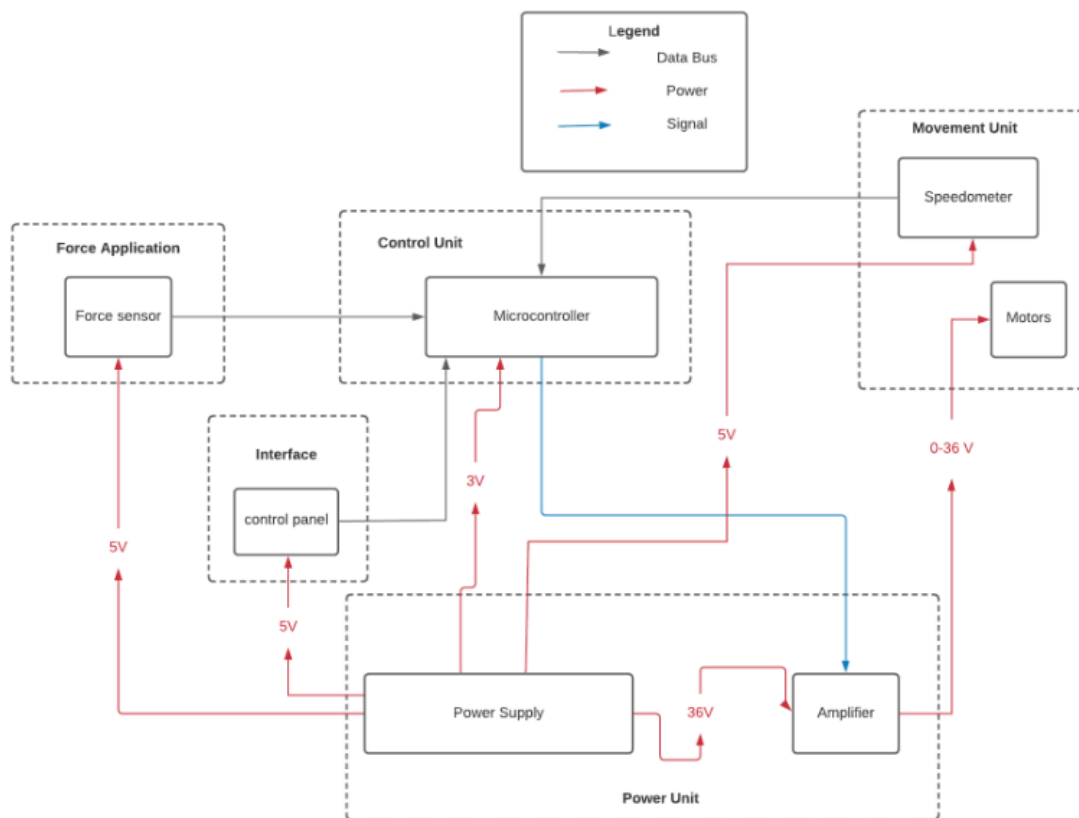 Legend
Data Bus
Power
Signal
Movement Unit
Speedometer
Motors
Force Application
Force sensor
Control Unit
Microcontroller
Interface
control panel
5V
5V
3V
5V
0-36 V
Power Supply
36V
Amplifier
Power Unit